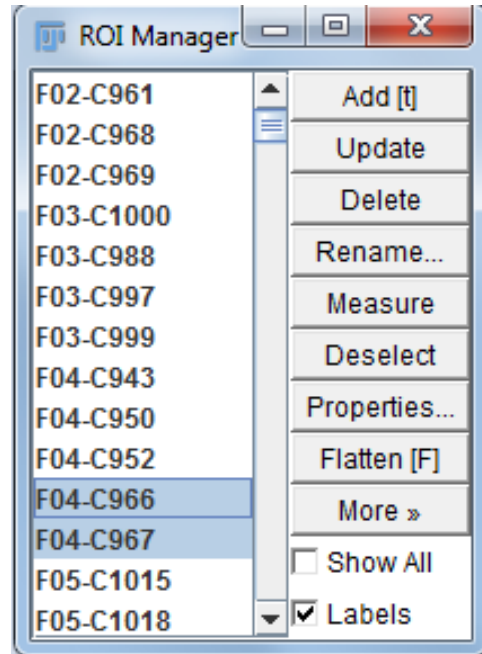 ROI Manager
F02-C961
F02-C968
F02-C969
F03-C1000
F03-C988
F03-C997
F03-C999
F04-C943
F04-C950
F04-C952
F04-C966
F04-C967
F05-C1015
F05-C1018
Add [t]
Update
Delete
Rename...
Measure
Deselect
Properties...
Flatten [F]
More »
Show All
Labels